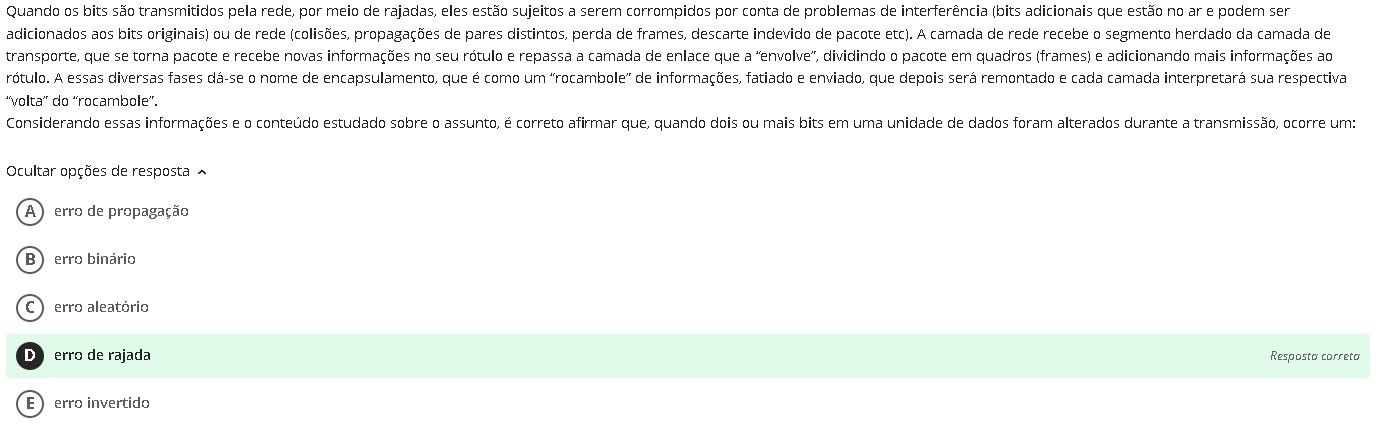 Quando os bits são transmitidos pela rede, por meio de rajadas, eles estão sujeitos a serem corrompidos por conta de problemas de interferência (bits adicionais que estão no ar e podem ser
adicionados aos bits originais) ou de rede (colisões, propagações de pares distintos, perda de frames, descarte indevido de pacote etc). A camada de rede recebe o segmento herdado da camada de
transporte, que se torna pacote e recebe novas informações no seu rótulo e repassa a camada de enlace que a “envolve”, dividindo o pacote em quadros (frames) e adicionando mais informações ao
rótulo. A essas diversas fases dá-se o nome de encapsulamento, que é como um “rocambole” de informações, fatiado e enviado, que depois será remontado e cada camada interpretará sua respectiva
“volta” do “rocambole”.
Considerando essas informações e o conteúdo estudado sobre o assunto, é correto afirmar que, quando dois ou mais bits em uma unidade de dados foram alterados durante a transmissão, ocorre um:
Ocultar opções de resposta
A erro de propagação
B erro binário
C erro aleatório
D erro de rajada Resposta correta
E erro invertido